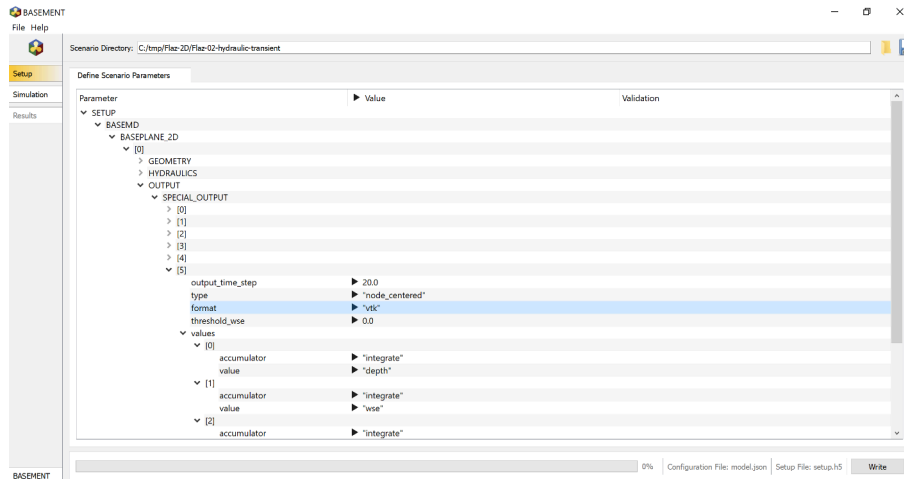 BASEMENT
File Help
Scenario Directory: C:/tmp/Flaz-2D/Flaz-02-hydraulic-transient
Setup
Simulation
Results
Define Scenario Parameters
Parameter Value Validation
SETUP
BASEMD
BASEPLANE_2D
[0]
GEOMETRY
HYDRAULICS
OUTPUT
SPECIAL_OUTPUT
[0]
[1]
[2]
[3]
[4]
[5]
output_time_step 20.0
type "node_centered"
format "vtk"
threshold_wse 0.0
values
[0]
accumulator "integrate"
value "depth"
[1]
accumulator "integrate"
value "wse"
[2]
accumulator "integrate"
0% Configuration File: model.json Setup File: setup.h5 Write
BASEMENT